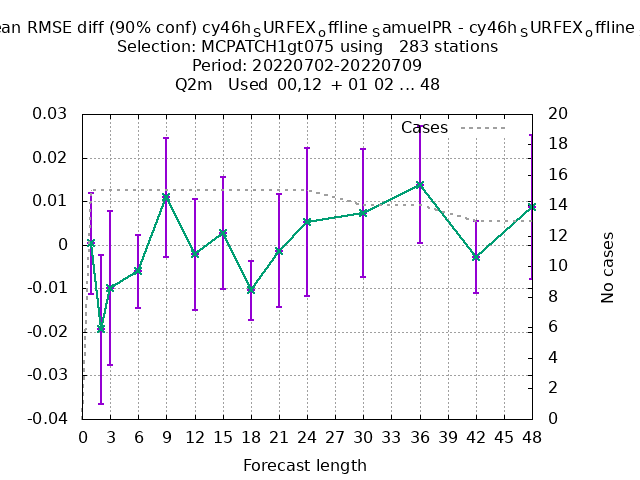 ean RMSE diff (90% conf) cy46hSURFEXoffline samuelPR - cy46hSURFEXoffline
Selection: MCPATCH1gt075 using 283 stations
Period: 20220702-20220709
Q2m Used 00,12 + 01 02 ... 48
0.03
0.02
0.01
0
-0.01
-0.02
-0.03
-0.04
Cases
20
18
16
14
12
10
8
6
4
2
0
No cases
0 3 6 9 12 15 18 21 24 27 30 33 36 39 42 45 48
Forecast length